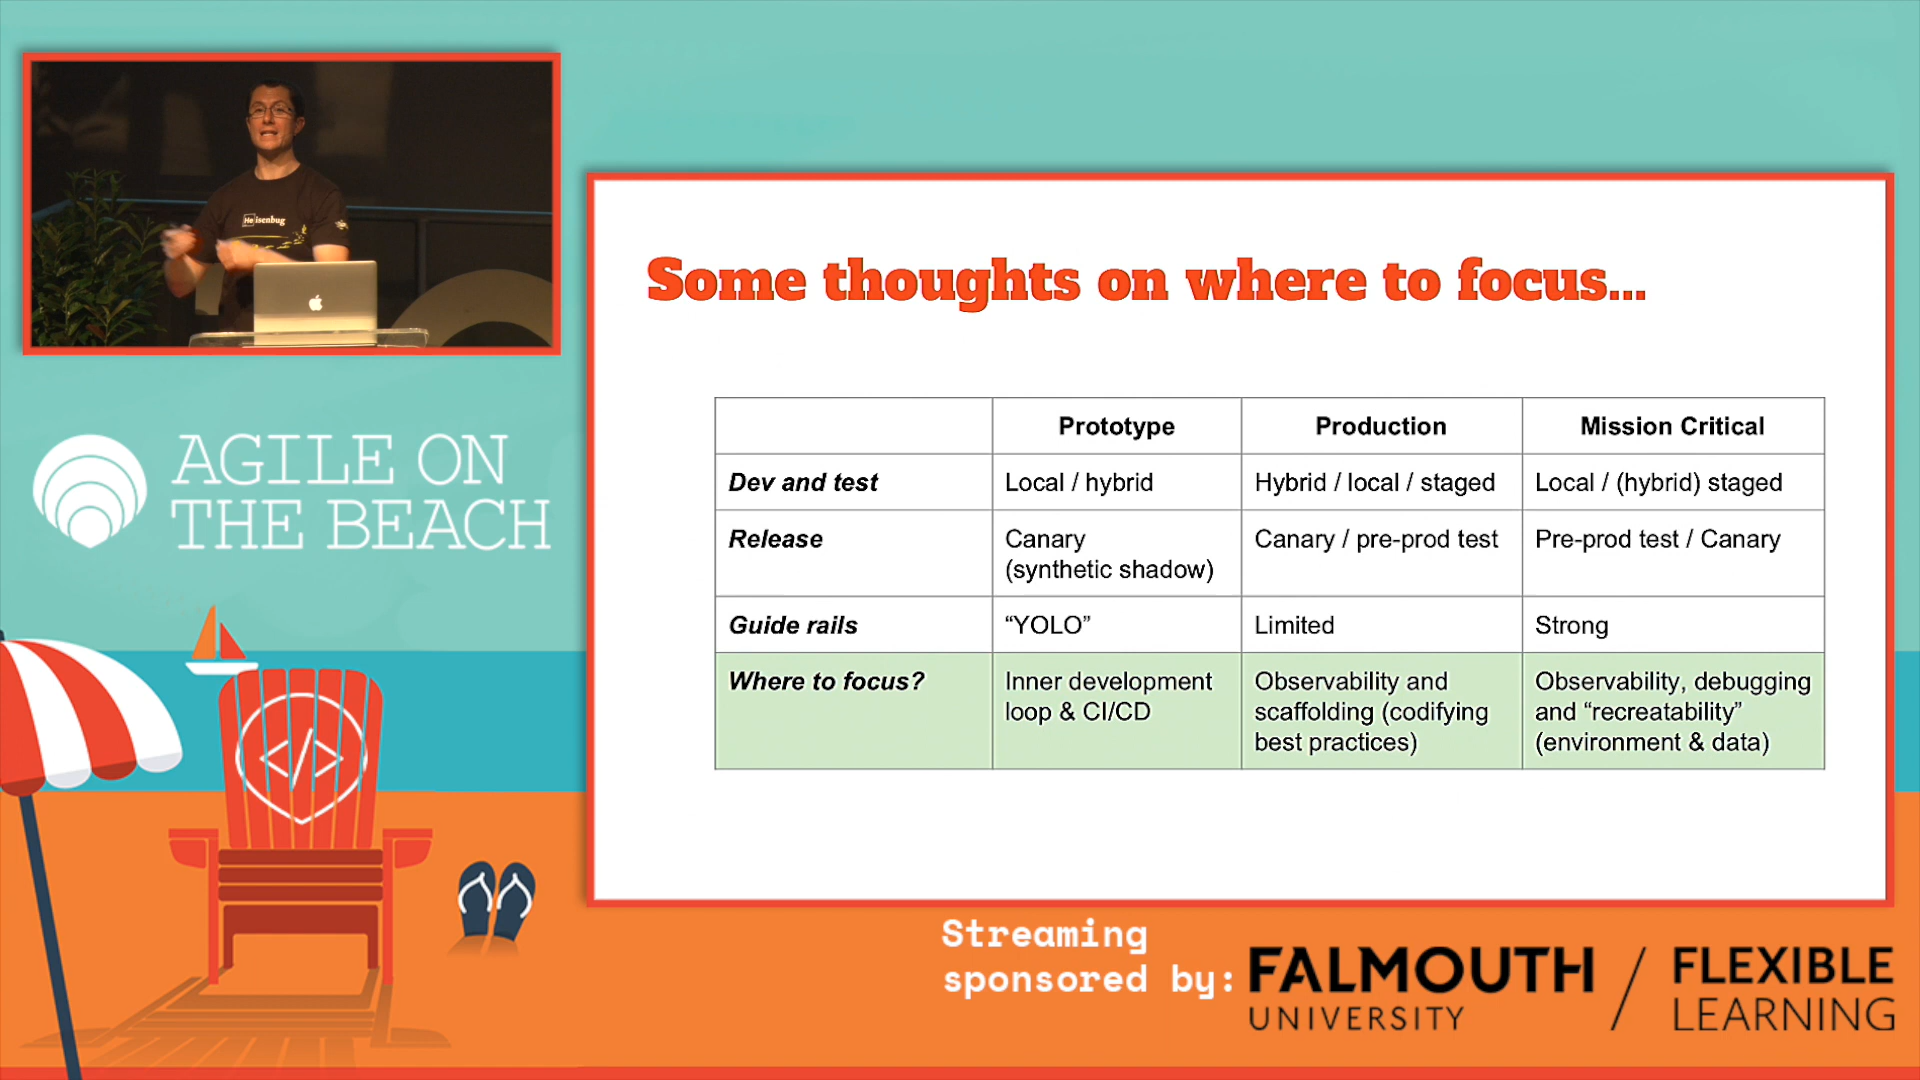 Heisenbug
AGILE ON
THE BEACH
Some thoughts on where to focus...
Prototype
Production
Mission Critical
Dev and test
Local / hybrid
Hybrid / local / staged
Local / (hybrid) staged
Release
Canary
(synthetic shadow)
Canary / pre-prod test
Pre-prod test / Canary
Guide rails
“YOLO”
Limited
Strong
Where to focus?
Inner development
loop & CI/CD
Observability and
scaffolding (codifying
best practices)
Observability, debugging
and “recreatability”
(environment & data)
</>
Streaming
sponsored by:
FALMOUTH
UNIVERSITY
/
FLEXIBLE
LEARNING